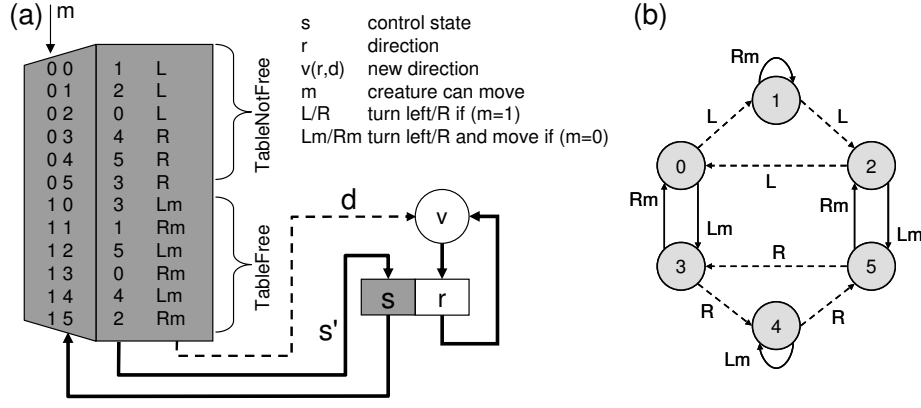 (a)
m
0 0 1 L
0 1 2 L
0 2 0 L
0 3 4 R
0 4 5 R
0 5 3 R
1 0 3 Lm
1 1 1 Rm
1 2 5 Lm
1 3 0 Rm
1 4 4 Lm
1 5 2 Rm
TableNotFree
TableFree
s control state
r direction
v(r,d) new direction
m creature can move
L/R turn left/R if (m=1)
Lm/Rm turn left/R and move if (m=0)
d
v
s r
s'
(b)
Rm
1
L L
0 2
L
Rm Lm Rm Lm
R
3 5
R R
4
Lm